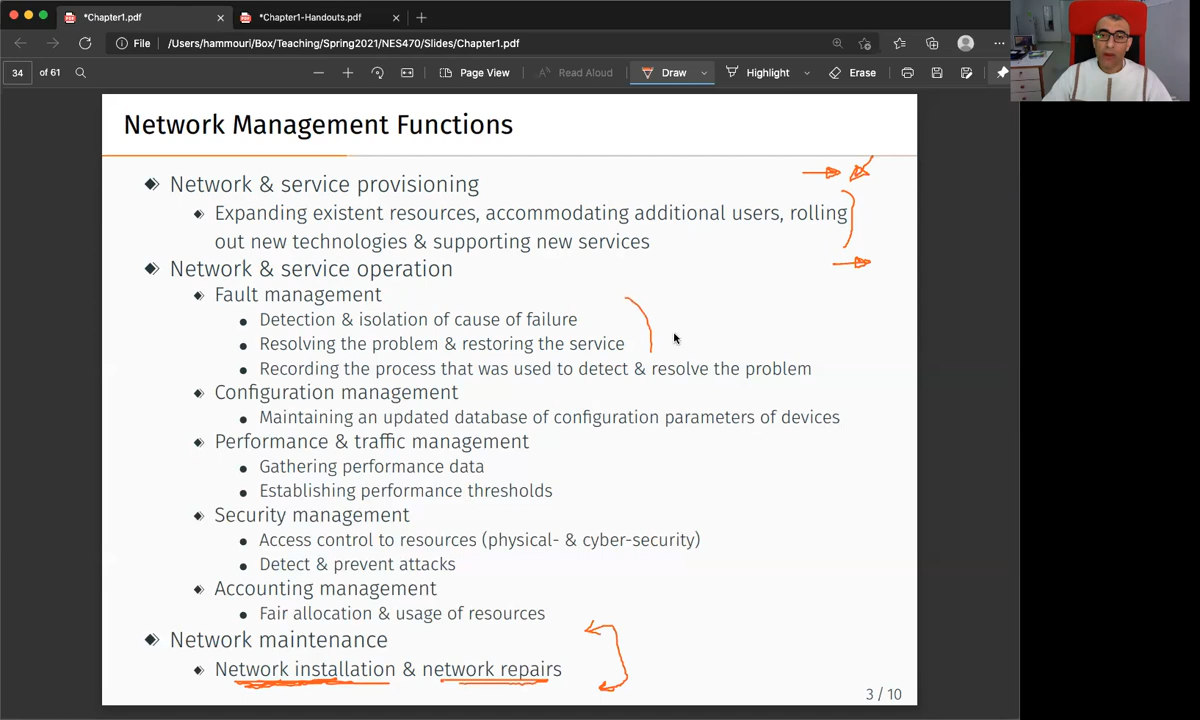 *Chapter1.pdf
*Chapter1-Handouts.pdf
File /Users/hammouri/Box/Teaching/Spring2021/NES470/Slides/Chapter1.pdf
34 of 61 Page View Read Aloud Draw Highlight Erase
Network Management Functions
Network & service provisioning
Expanding existent resources, accommodating additional users, rolling
out new technologies & supporting new services
Network & service operation
Fault management
Detection & isolation of cause of failure
Resolving the problem & restoring the service
Recording the process that was used to detect & resolve the problem
Configuration management
Maintaining an updated database of configuration parameters of devices
Performance & traffic management
Gathering performance data
Establishing performance thresholds
Security management
Access control to resources (physical- & cyber-security)
Detect & prevent attacks
Accounting management
Fair allocation & usage of resources
Network maintenance
Network installation & network repairs
3 / 10